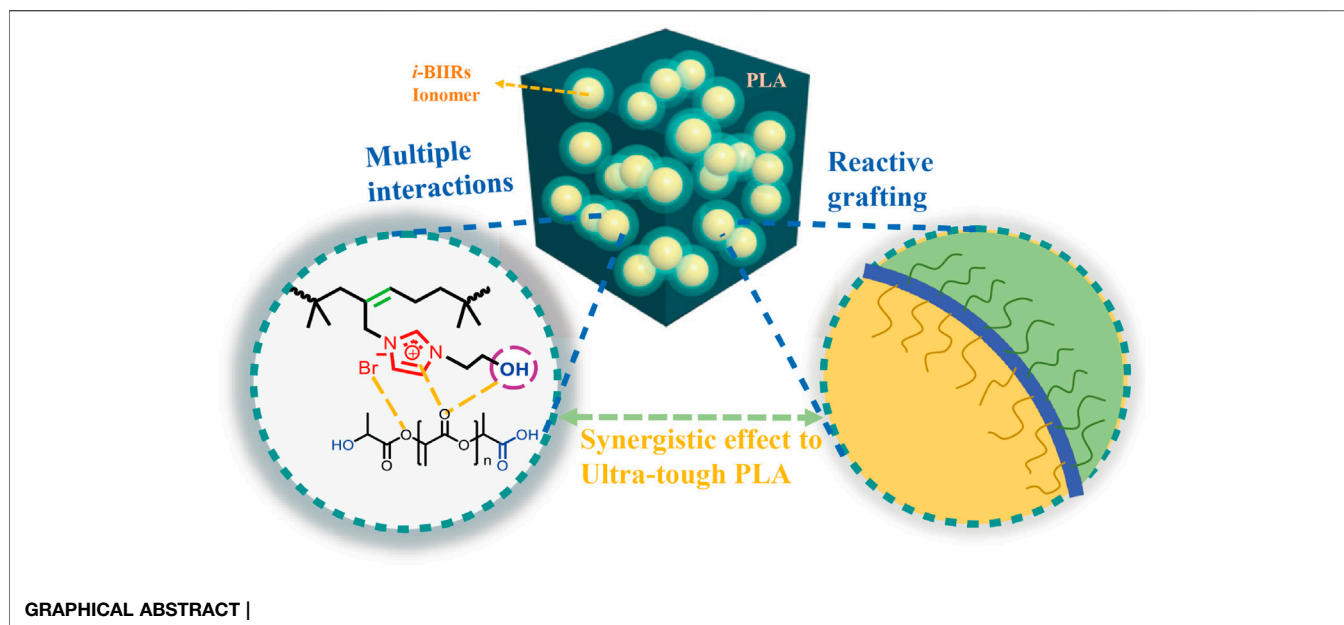 i-BIIRs
Ionomer
PLA
Multiple
interactions
Reactive
grafting
N
N
⊕
Br
−
OH
O
O
O
OH
HO
O
O
n
Synergistic effect to
Ultra-tough PLA
GRAPHICAL ABSTRACT |